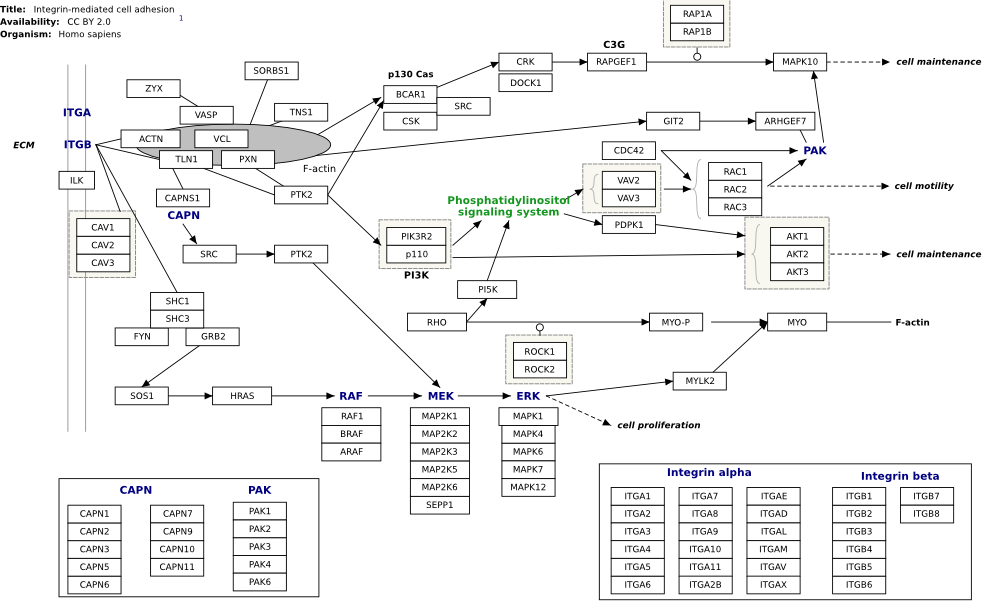 Title: Integrin-mediated cell adhesion
1
Availability: CC BY 2.0
Organism: Homo sapiens
RAP1A
RAP1B
C3G
CRK
RAPGEF1
MAPK10
cell maintenance
DOCK1
SORBS1
ZYX
p130 Cas
BCAR1
SRC
CSK
ITGA
VASP
TNS1
GIT2
ARHGEF7
ECM
ITGB
ACTN
VCL
TLN1
PXN
F-actin
CDC42
PAK
ILK
CAPNS1
PTK2
VAV2
VAV3
RAC1
RAC2
RAC3
cell motility
Phosphatidylinositol
signaling system
CAPN
CAV1
CAV2
CAV3
PDPK1
PIK3R2
p110
PI3K
AKT1
AKT2
AKT3
cell maintenance
SRC
PTK2
PI5K
SHC1
SHC3
FYN
GRB2
RHO
MYO-P
MYO
F-actin
ROCK1
ROCK2
MYLK2
SOS1
HRAS
RAF
MEK
ERK
cell proliferation
RAF1
BRAF
ARAF
MAP2K1
MAP2K2
MAP2K3
MAP2K5
MAP2K6
SEPP1
MAPK1
MAPK4
MAPK6
MAPK7
MAPK12
CAPN
PAK
CAPN1
CAPN2
CAPN3
CAPN5
CAPN6
CAPN7
CAPN9
CAPN10
CAPN11
PAK1
PAK2
PAK3
PAK4
PAK6
Integrin alpha
Integrin beta
ITGA1
ITGA2
ITGA3
ITGA4
ITGA5
ITGA6
ITGA7
ITGA8
ITGA9
ITGA10
ITGA11
ITGA2B
ITGAE
ITGAD
ITGAL
ITGAM
ITGAV
ITGAX
ITGB1
ITGB2
ITGB3
ITGB4
ITGB5
ITGB6
ITGB7
ITGB8